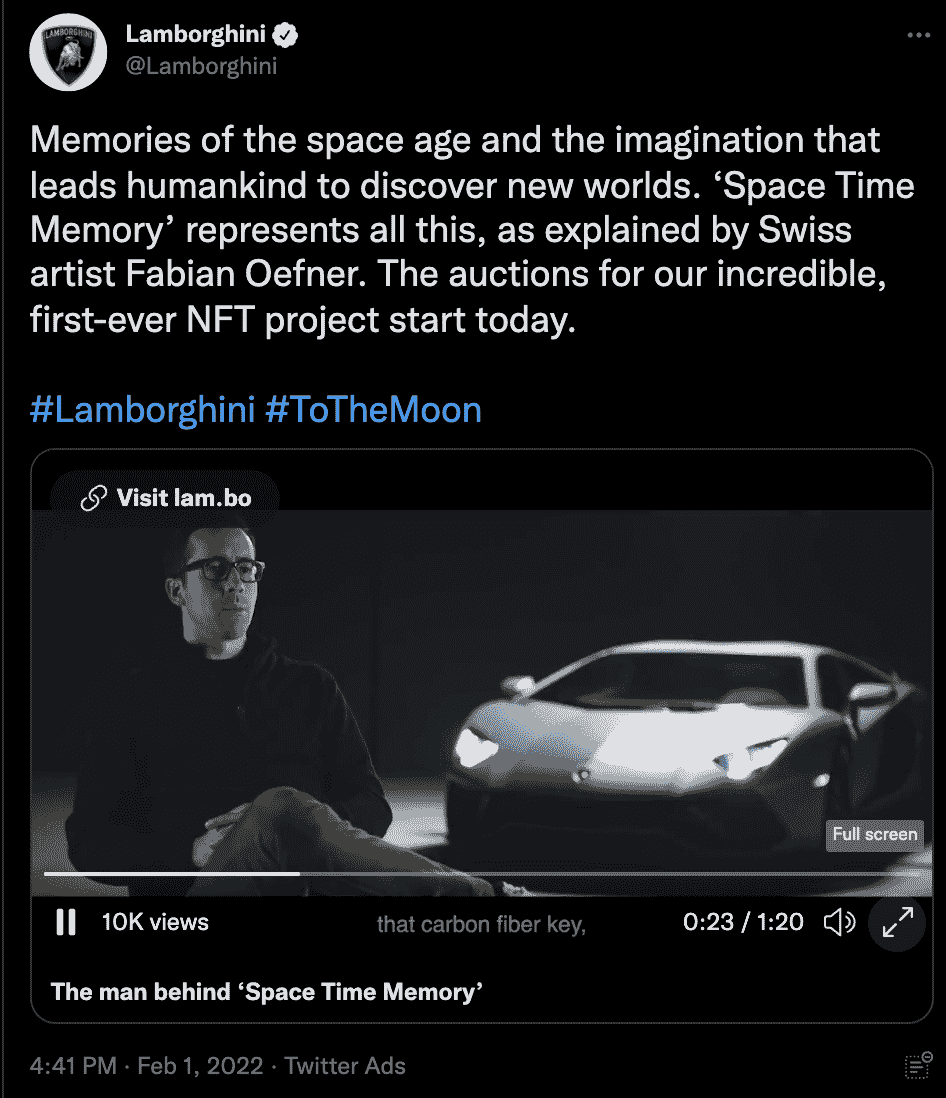 LAMBORGHINI
Lamborghini
@Lamborghini
Memories of the space age and the imagination that
leads humankind to discover new worlds. ‘Space Time
Memory’ represents all this, as explained by Swiss
artist Fabian Oefner. The auctions for our incredible,
first-ever NFT project start today.
#Lamborghini #ToTheMoon
Visit lam.bo
Full screen
10K views
that carbon fiber key,
0:23 / 1:20
The man behind ‘Space Time Memory’
4:41 PM · Feb 1, 2022 · Twitter Ads